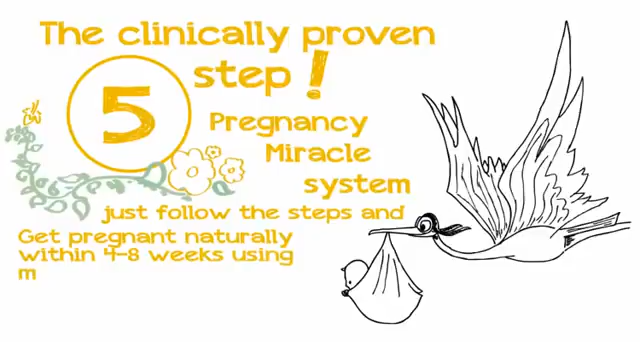 The clinically proven
5 step!
Pregnancy
Miracle
system
just follow the steps and
Get pregnant naturally
within 4-8 weeks using
m